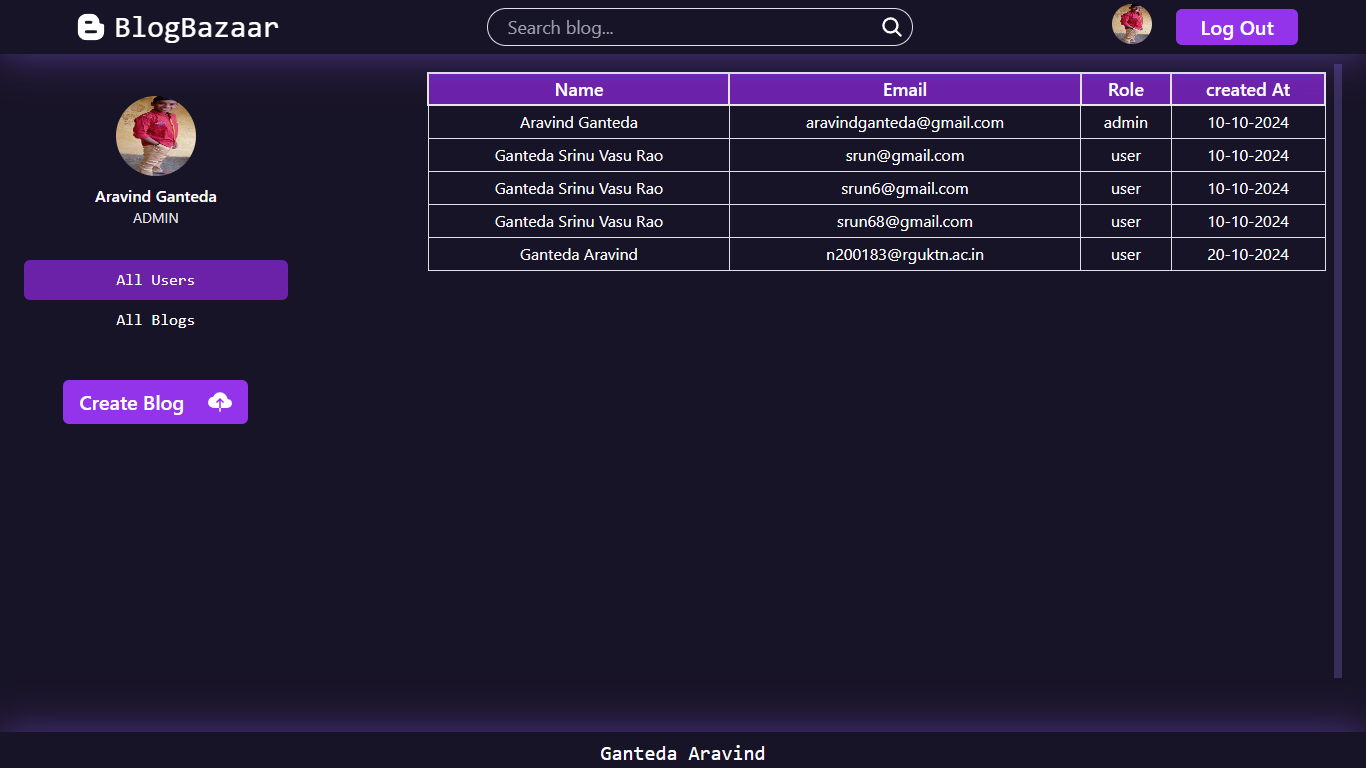 BlogBazaar
Search blog...
Log Out
Aravind Ganteda
ADMIN
All Users
All Blogs
Create Blog
Name Email Role created At
Aravind Ganteda aravindganteda@gmail.com admin 10-10-2024
Ganteda Srinu Vasu Rao srun@gmail.com user 10-10-2024
Ganteda Srinu Vasu Rao srun6@gmail.com user 10-10-2024
Ganteda Srinu Vasu Rao srun68@gmail.com user 10-10-2024
Ganteda Aravind n200183@rguktn.ac.in user 20-10-2024
Ganteda Aravind